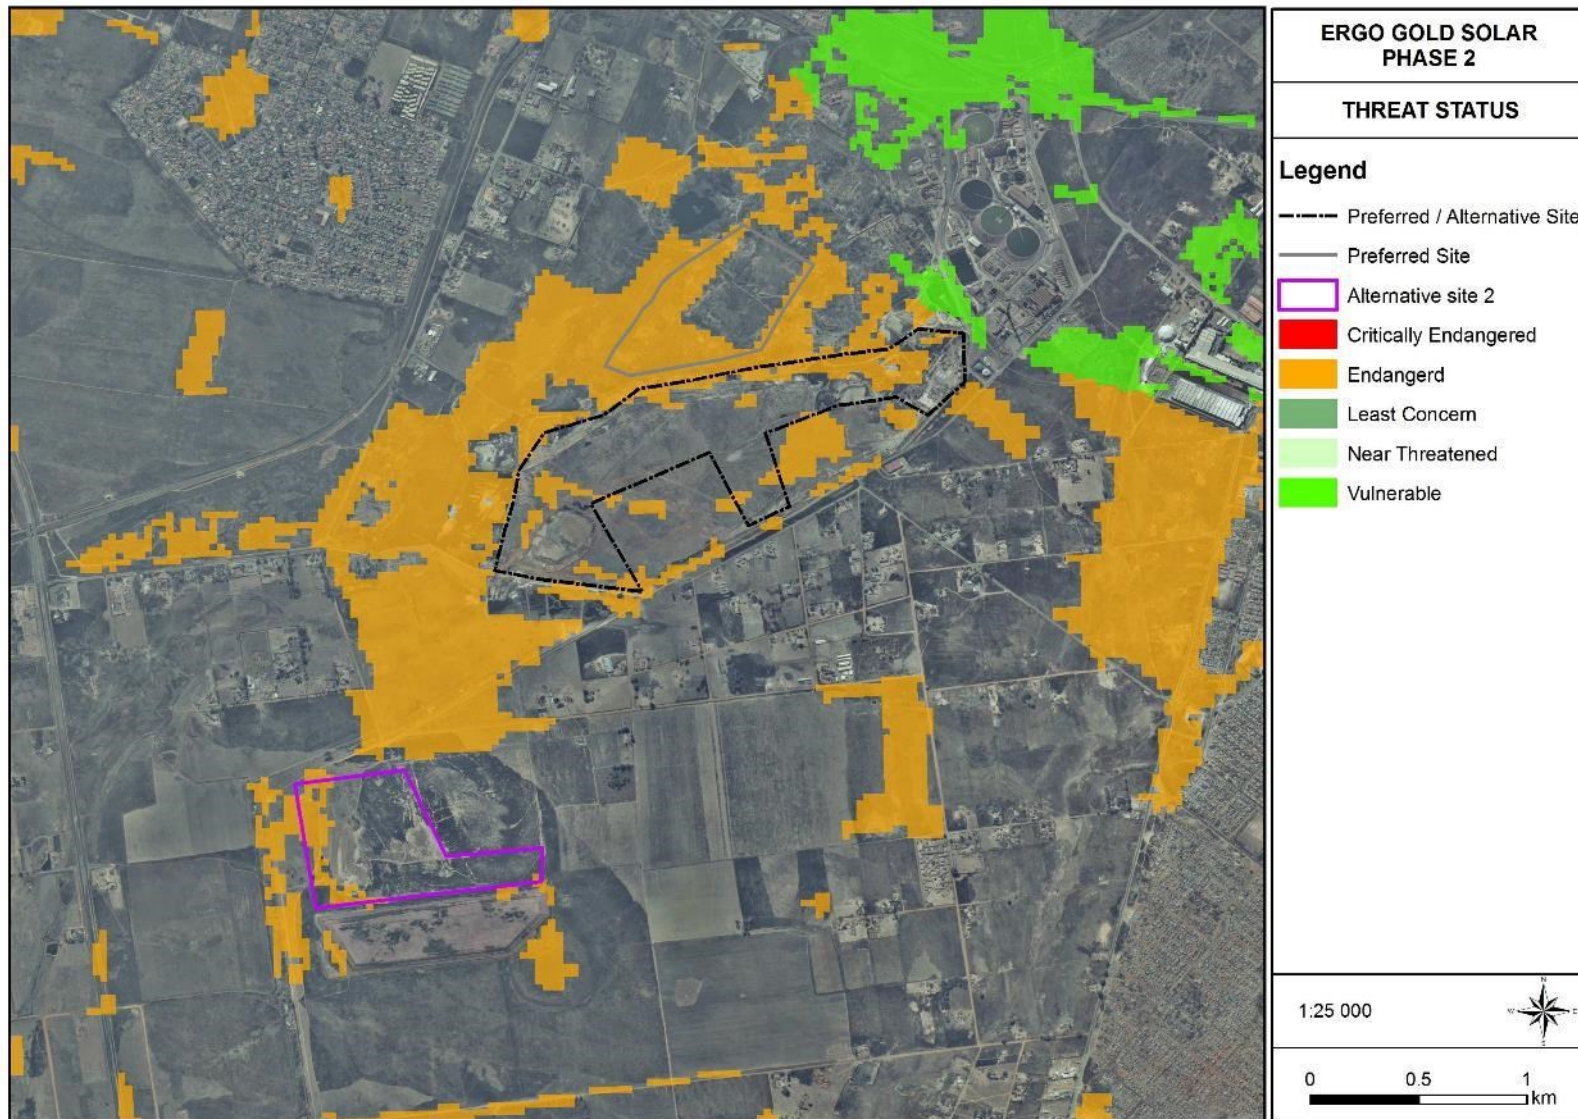 ERGO GOLD SOLAR
PHASE 2
THREAT STATUS
Legend
Preferred / Alternative Site
Preferred Site
Alternative site 2
Critically Endangered
Endangerd
Least Concern
Near Threatened
Vulnerable
1:25 000
N
W
E
S
0 0.5 1
km